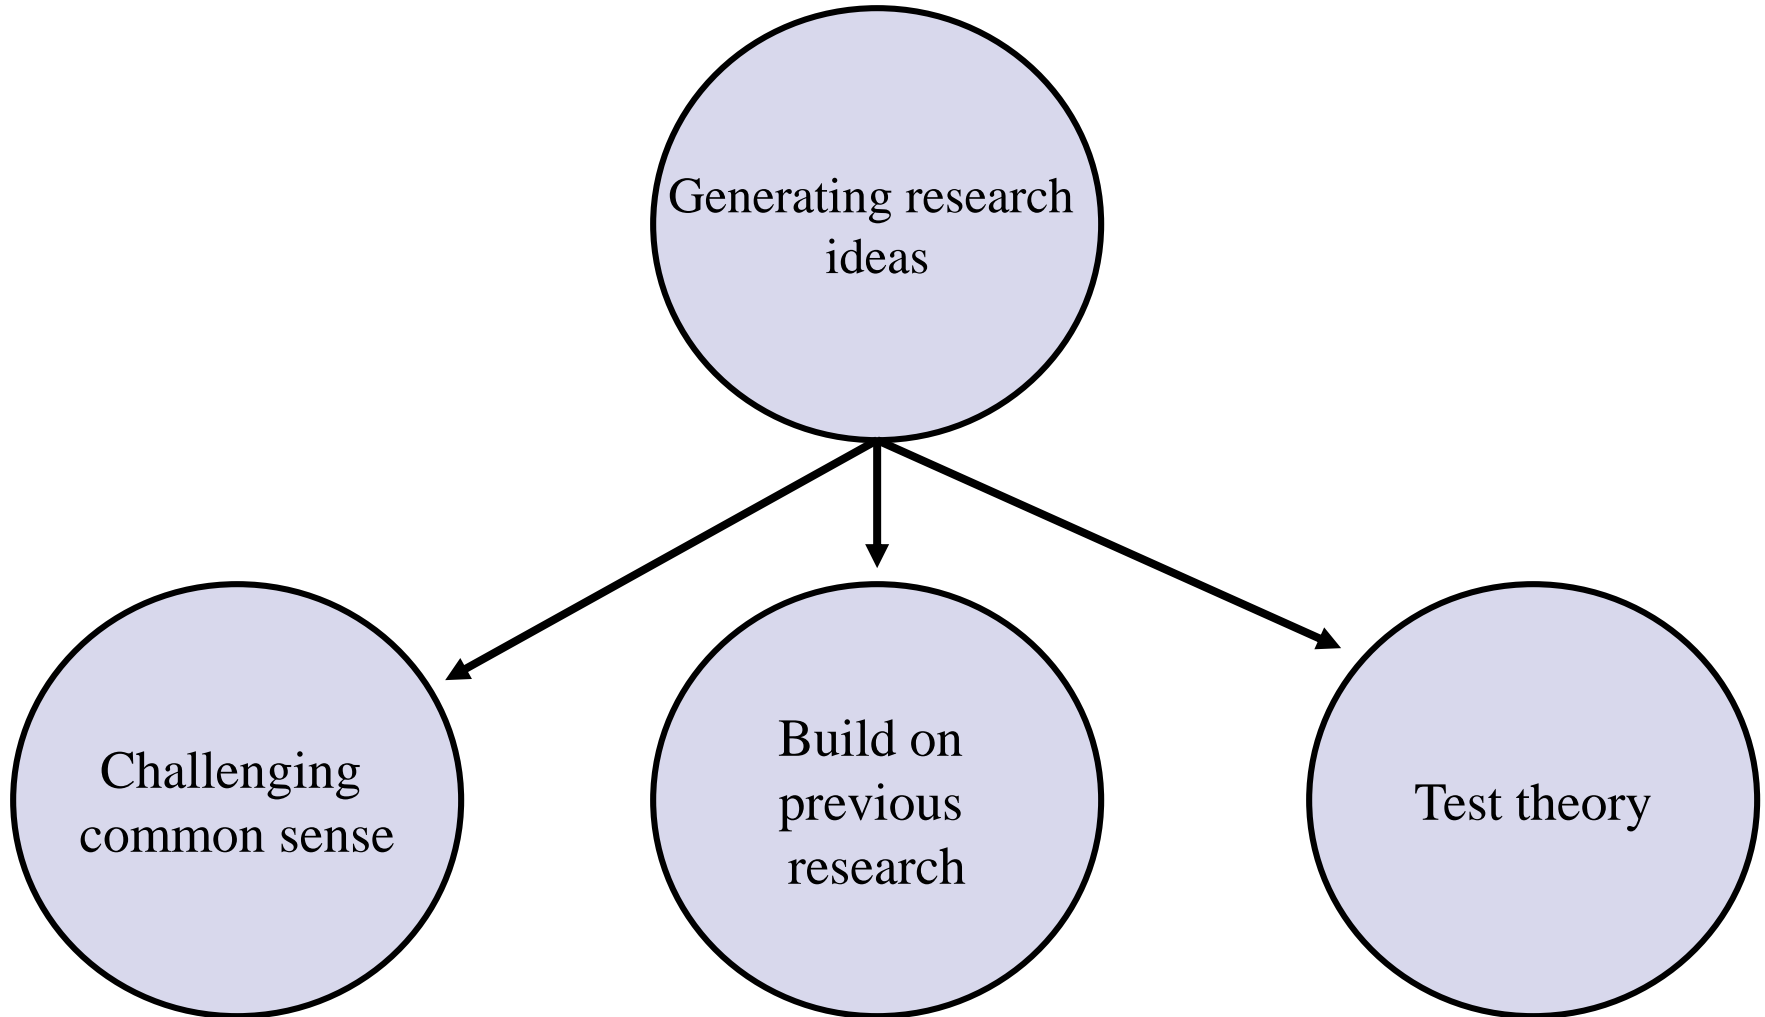 Generating research
ideas
Challenging
common sense
Build on
previous
research
Test theory